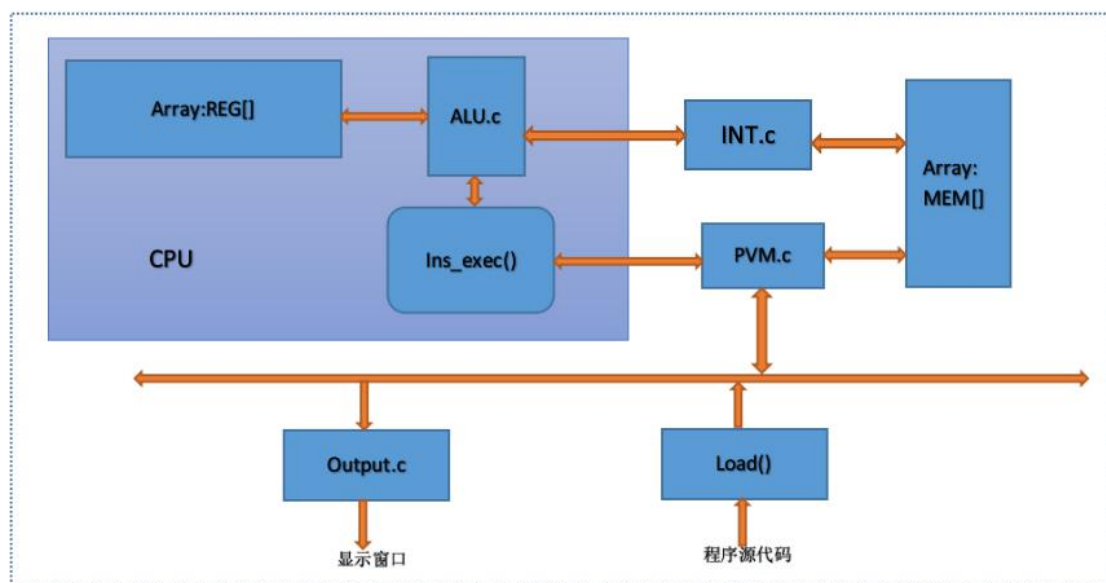 Array:REG[]
ALU.c
INT.c
Array:
MEM[]
CPU
Ins_exec()
PVM.c
Output.c
Load()
显示窗口
程序源代码